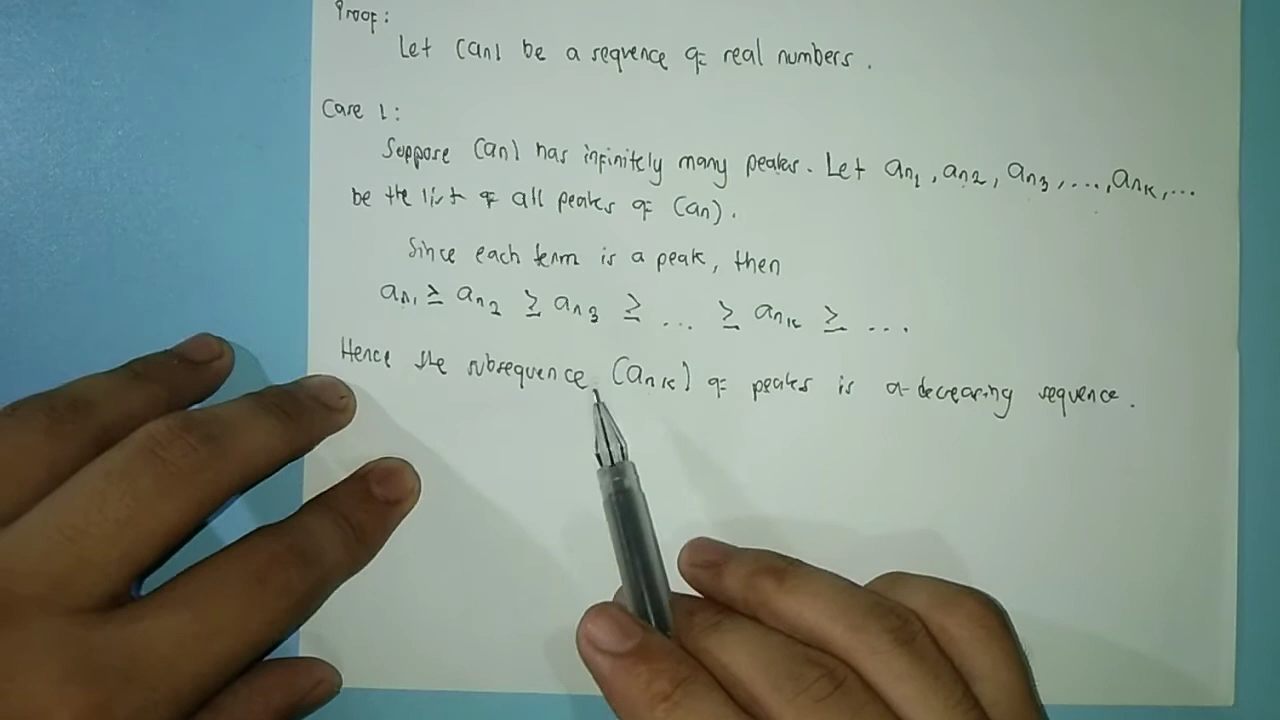 Proof:
Let (an) be a sequence of real numbers.
Case 1:
Suppose (an) has infinitely many peaks. Let an₁, an₂, an₃, ..., anₖ, ...
be the list of all peaks of (an).
Since each term is a peak, then
an₁ ≥ an₂ ≥ an₃ ≥ ... ≥ anₖ ≥ ...
Hence the subsequence (anₖ) of peaks is a decreasing sequence.